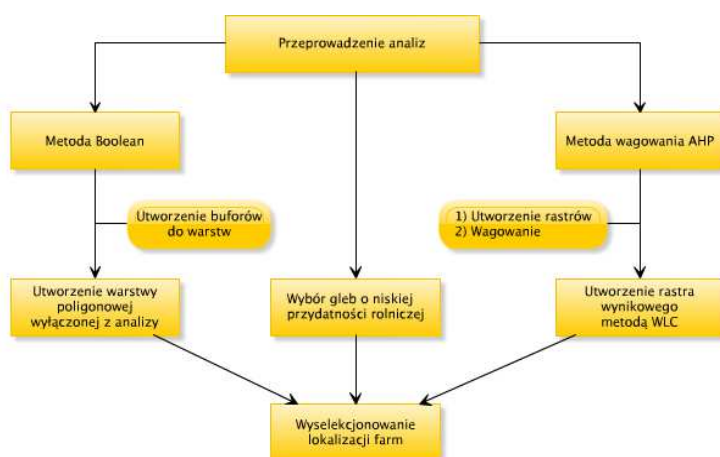 Przeprowadzenie analiz
Metoda Boolean
Metoda wagowania AHP
Utworzenie buforów
do warstw
1) Utworzenie rastrów
2) Wagowanie
Utworzenie warstwy
poligonowej
wyłączonej z analizy
Wybór gleb o niskiej
przydatności rolniczej
Utworzenie rastra
wynikowego
metodą WLC
Wyselekcjonowanie
lokalizacji farm